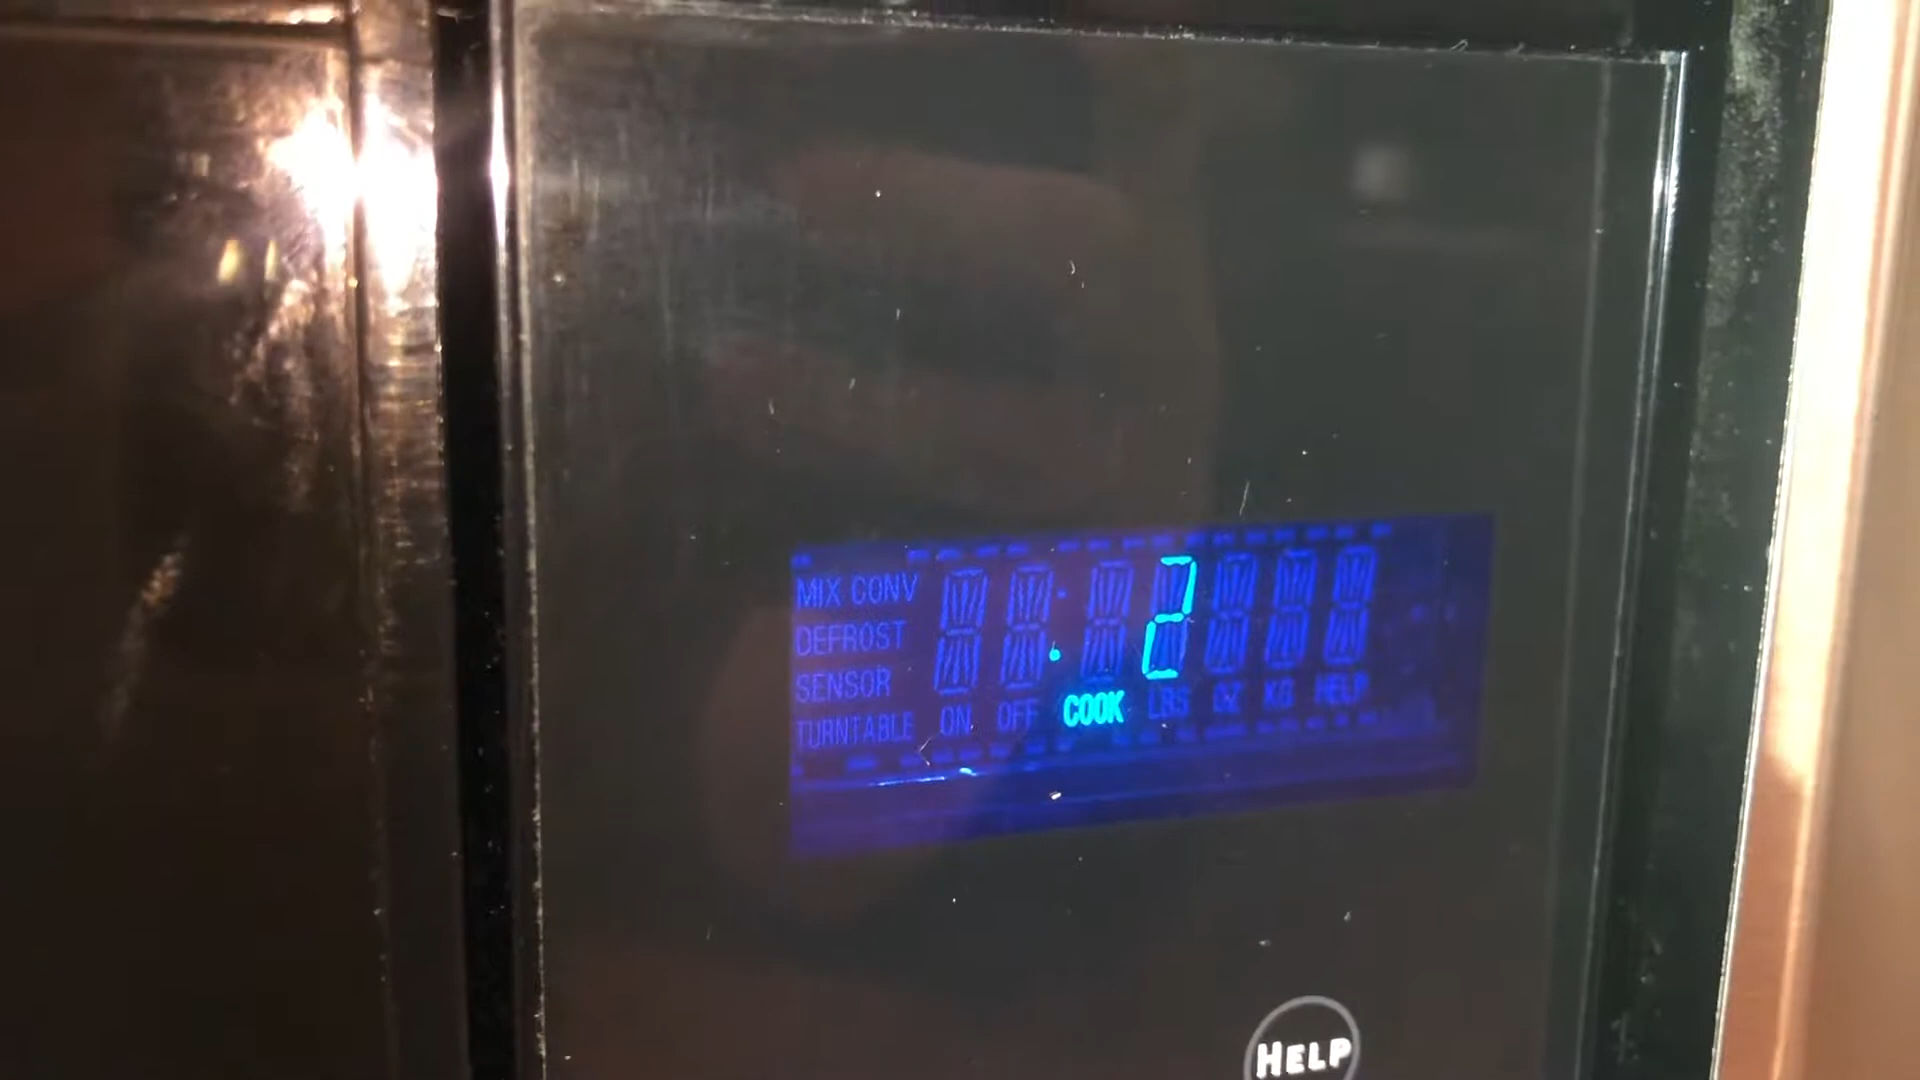 MIX CONV
DEFROST
SENSOR
TURNTABLE ON OFF COOK LBS OZ KG HELP
2
HELP